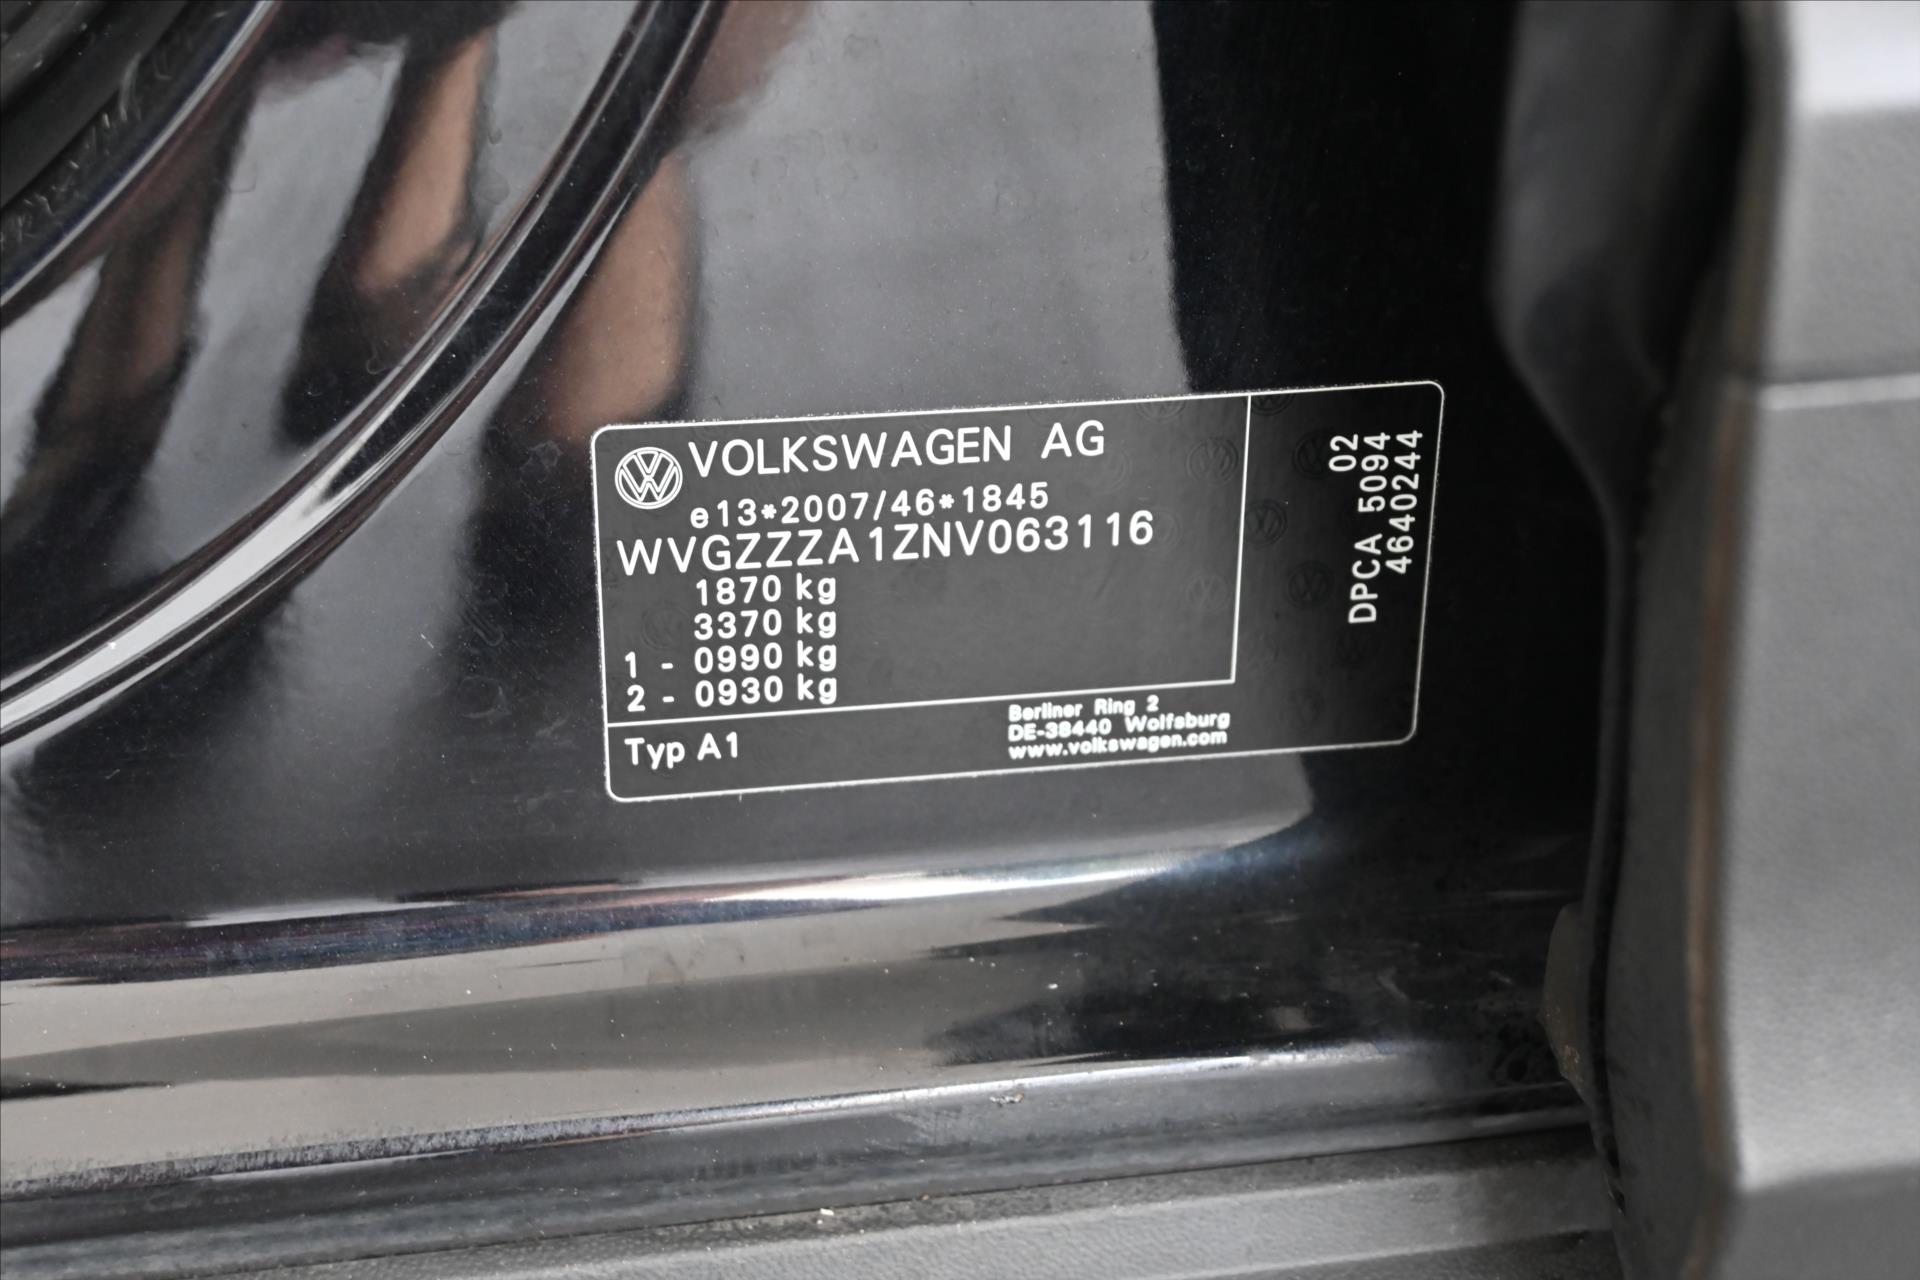 VOLKSWAGEN AG
e13*2007/46*1845
WVGZZZA1ZNV063116
1870 kg
3370 kg
1 - 0990 kg
2 - 0930 kg
Typ A1
Berliner Ring 2
DE-38440 Wolfsburg
www.volkswagen.com
02
DPCA 5094
4640244